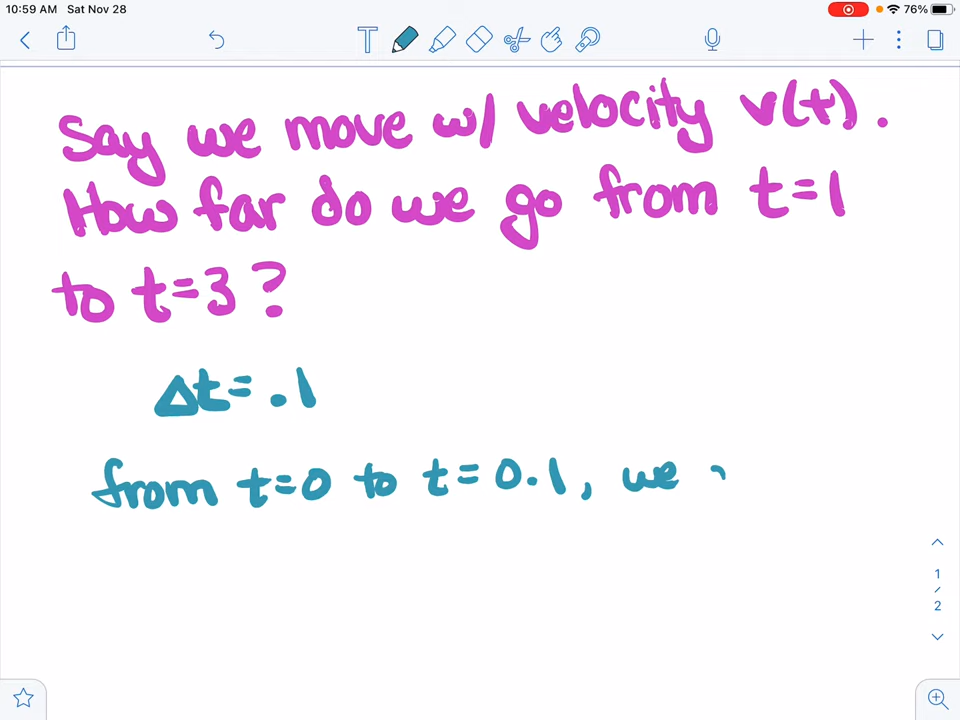 10:59 AM Sat Nov 28
76%
T
Say we move w/ velocity v(t).
How far do we go from t=1
to t=3?
Δt= .1
from t=0 to t=0.1, we
1
/
2